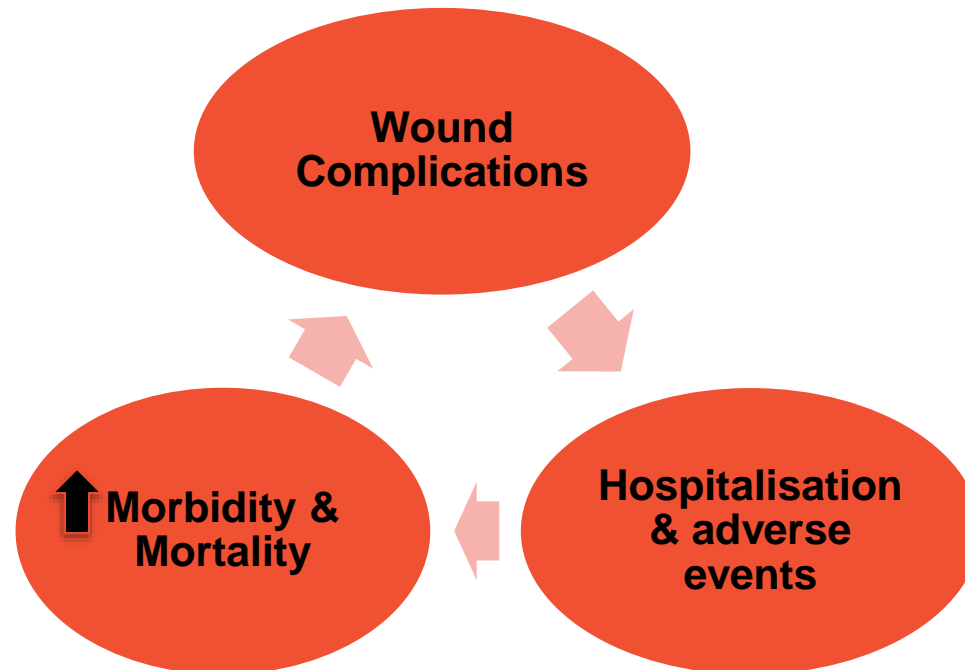 Wound
Complications
Hospitalisation
& adverse
events
Morbidity &
Mortality